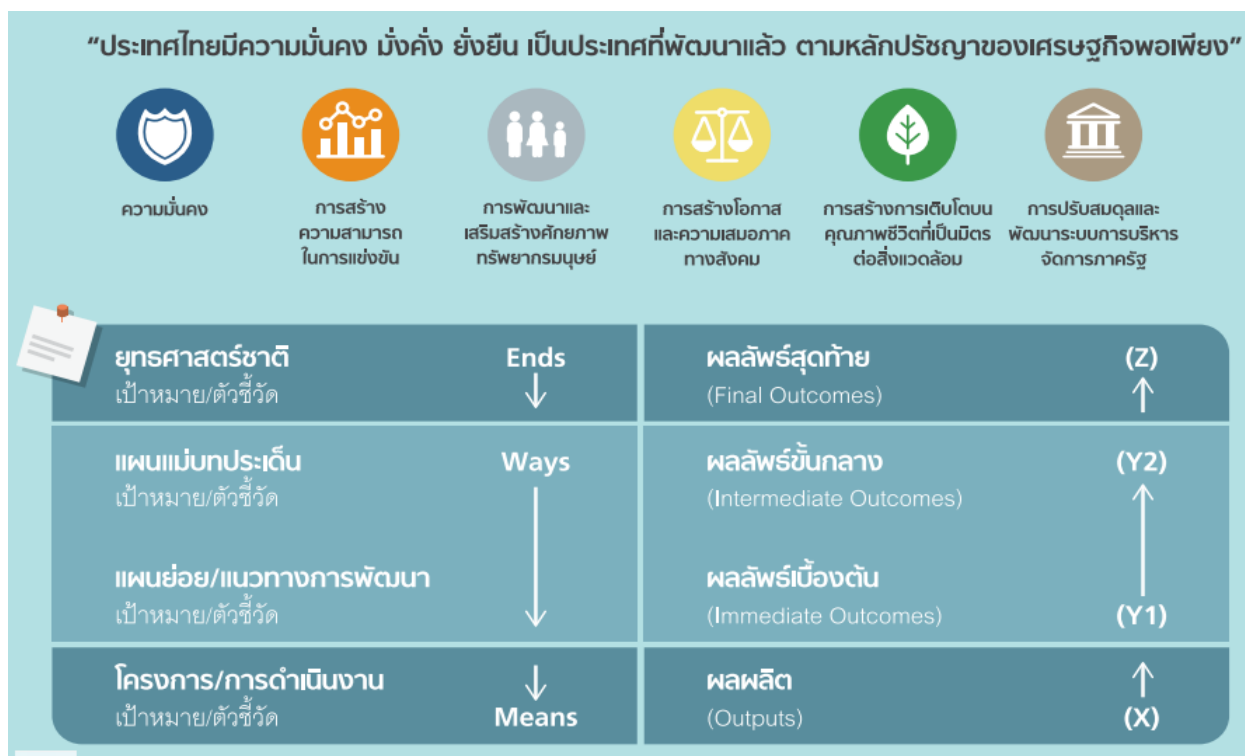 “ประเทศไทยมีความมั่นคง มั่งคั่ง ยั่งยืน เป็นประเทศที่พัฒนาแล้ว ตามหลักปรัชญาของเศรษฐกิจพอเพียง”
ความมั่นคง
การสร้าง
ความสามารถ
ในการแข่งขัน
การพัฒนาและ
เสริมสร้างศักยภาพ
ทรัพยากรมนุษย์
การสร้างโอกาส
และความเสมอภาค
ทางสังคม
การสร้างการเติบโตบน
คุณภาพชีวิตที่เป็นมิตร
ต่อสิ่งแวดล้อม
การปรับสมดุลและ
พัฒนาระบบการบริหาร
จัดการภาครัฐ
ยุทธศาสตร์ชาติ
เป้าหมาย/ตัวชี้วัด
Ends
ผลลัพธ์สุดท้าย
(Final Outcomes)
(Z)
แผนแม่บทประเด็น
เป้าหมาย/ตัวชี้วัด
Ways
ผลลัพธ์ขั้นกลาง
(Intermediate Outcomes)
(Y2)
แผนย่อย/แนวทางการพัฒนา
เป้าหมาย/ตัวชี้วัด
ผลลัพธ์เบื้องต้น
(Immediate Outcomes)
(Y1)
โครงการ/การดำเนินงาน
เป้าหมาย/ตัวชี้วัด
Means
ผลผลิต
(Outputs)
(X)